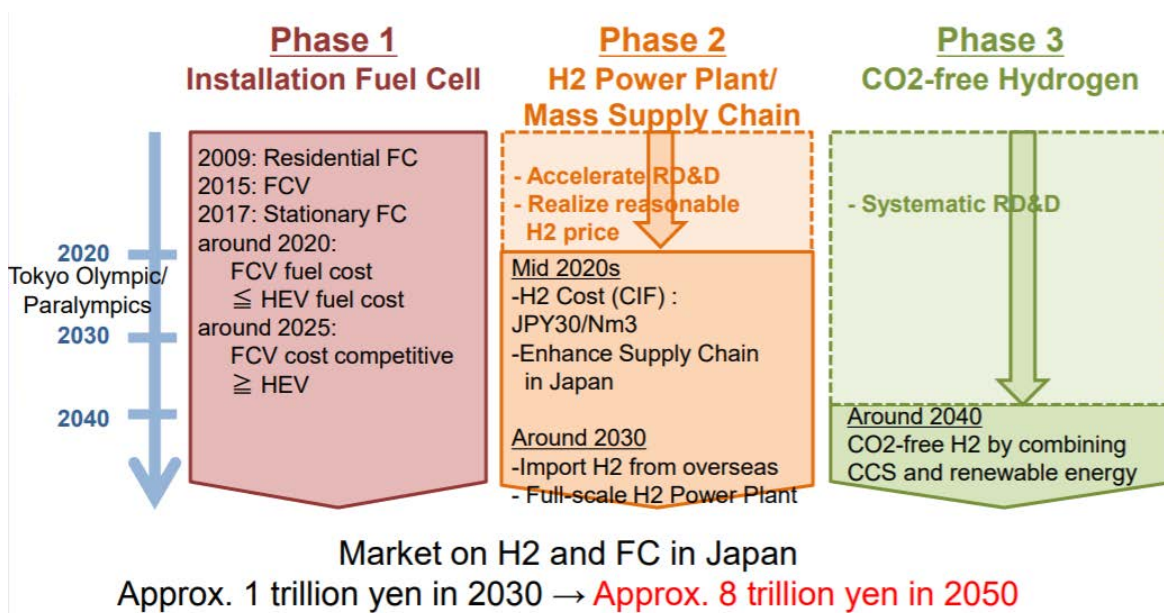 Phase 1
Installation Fuel Cell
Phase 2
H2 Power Plant/
Mass Supply Chain
Phase 3
CO2-free Hydrogen
2020
Tokyo Olympic/
Paralympics
2030
2040
2009: Residential FC
2015: FCV
2017: Stationary FC
around 2020:
FCV fuel cost
≦ HEV fuel cost
around 2025:
FCV cost competitive
≧ HEV
- Accelerate RD&D
- Realize reasonable
H2 price
Mid 2020s
-H2 Cost (CIF) :
JPY30/Nm3
-Enhance Supply Chain
in Japan
Around 2030
-Import H2 from overseas
- Full-scale H2 Power Plant
- Systematic RD&D
Around 2040
CO2-free H2 by combining
CCS and renewable energy
Market on H2 and FC in Japan
Approx. 1 trillion yen in 2030 → Approx. 8 trillion yen in 2050